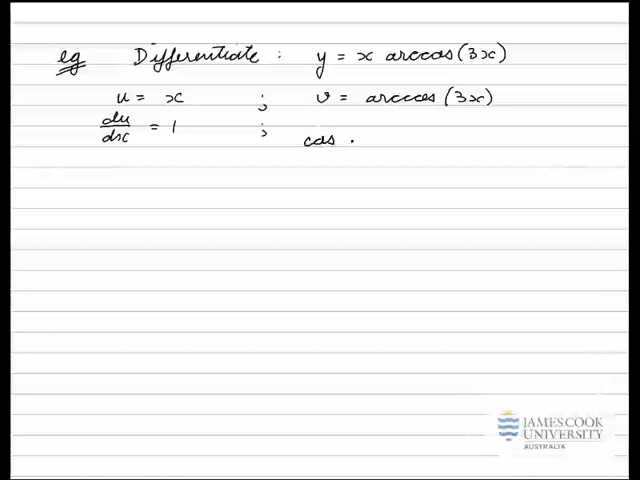 eg Differentiate : y = x arccos(3x)
u = x ; v = arccos(3x)
du/dx = 1 ; cos .
JAMES COOK
UNIVERSITY
AUSTRALIA